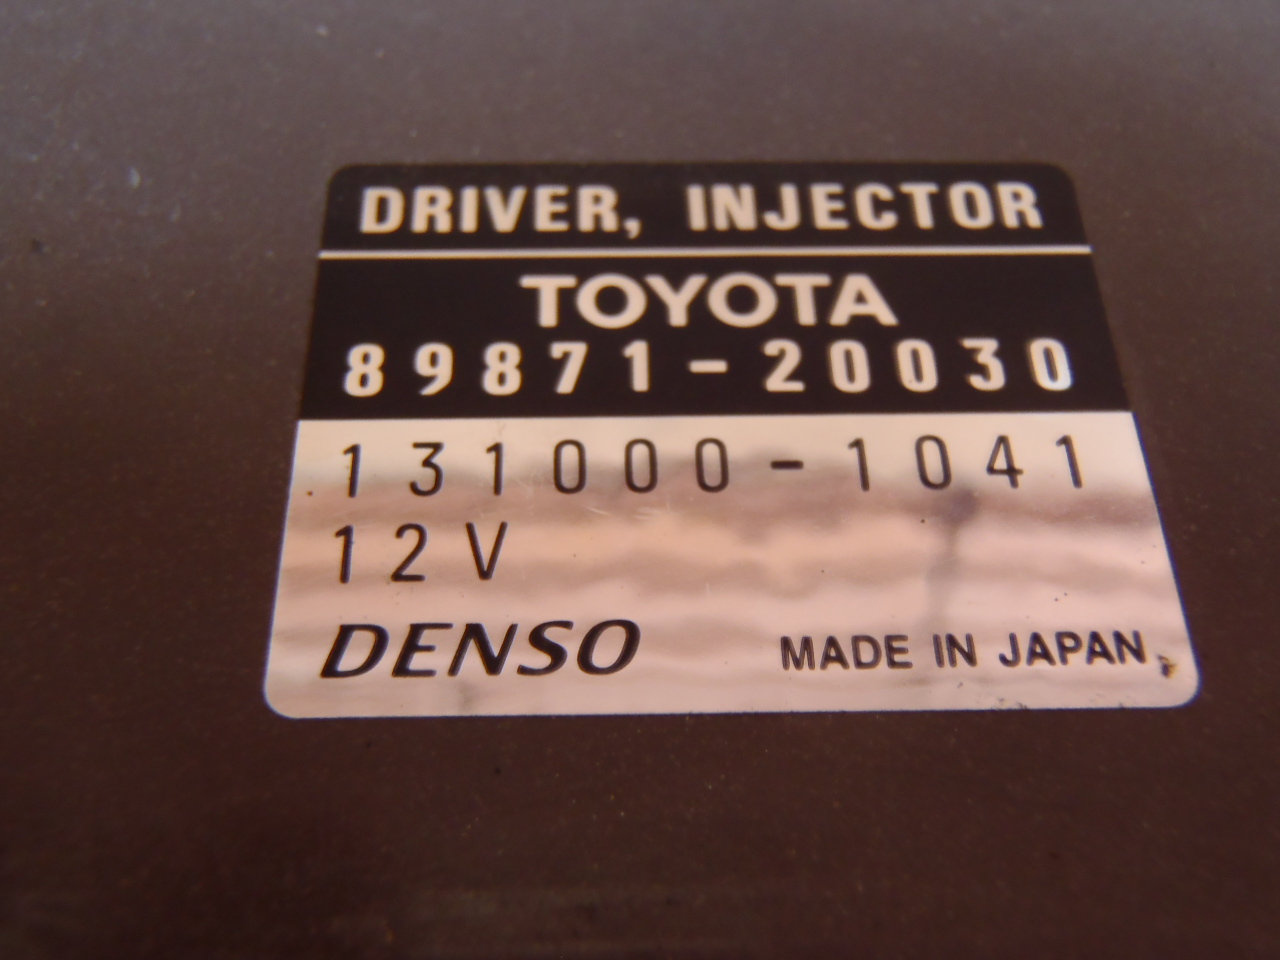 DRIVER, INJECTOR
TOYOTA
89871-20030
131000-1041
12V
DENSO
MADE IN JAPAN